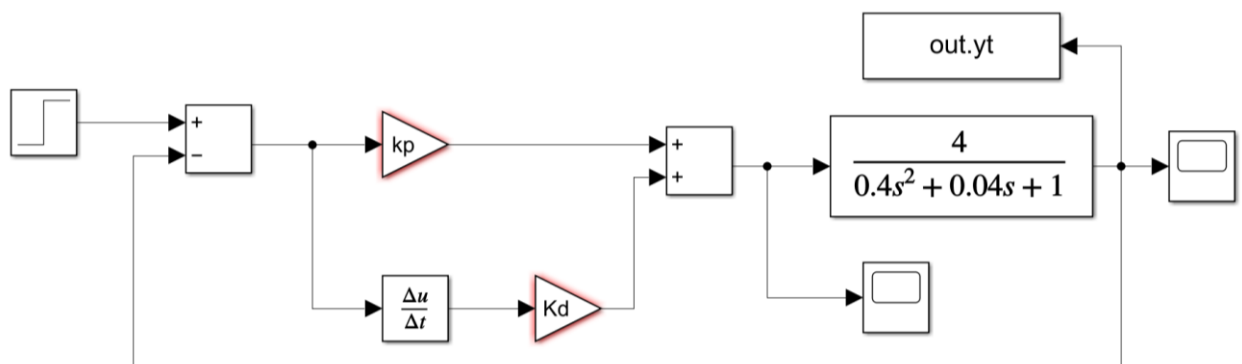 out.yt
+
−
kp
+
+
4
0.4s² + 0.04s + 1
Δu
Δt
Kd